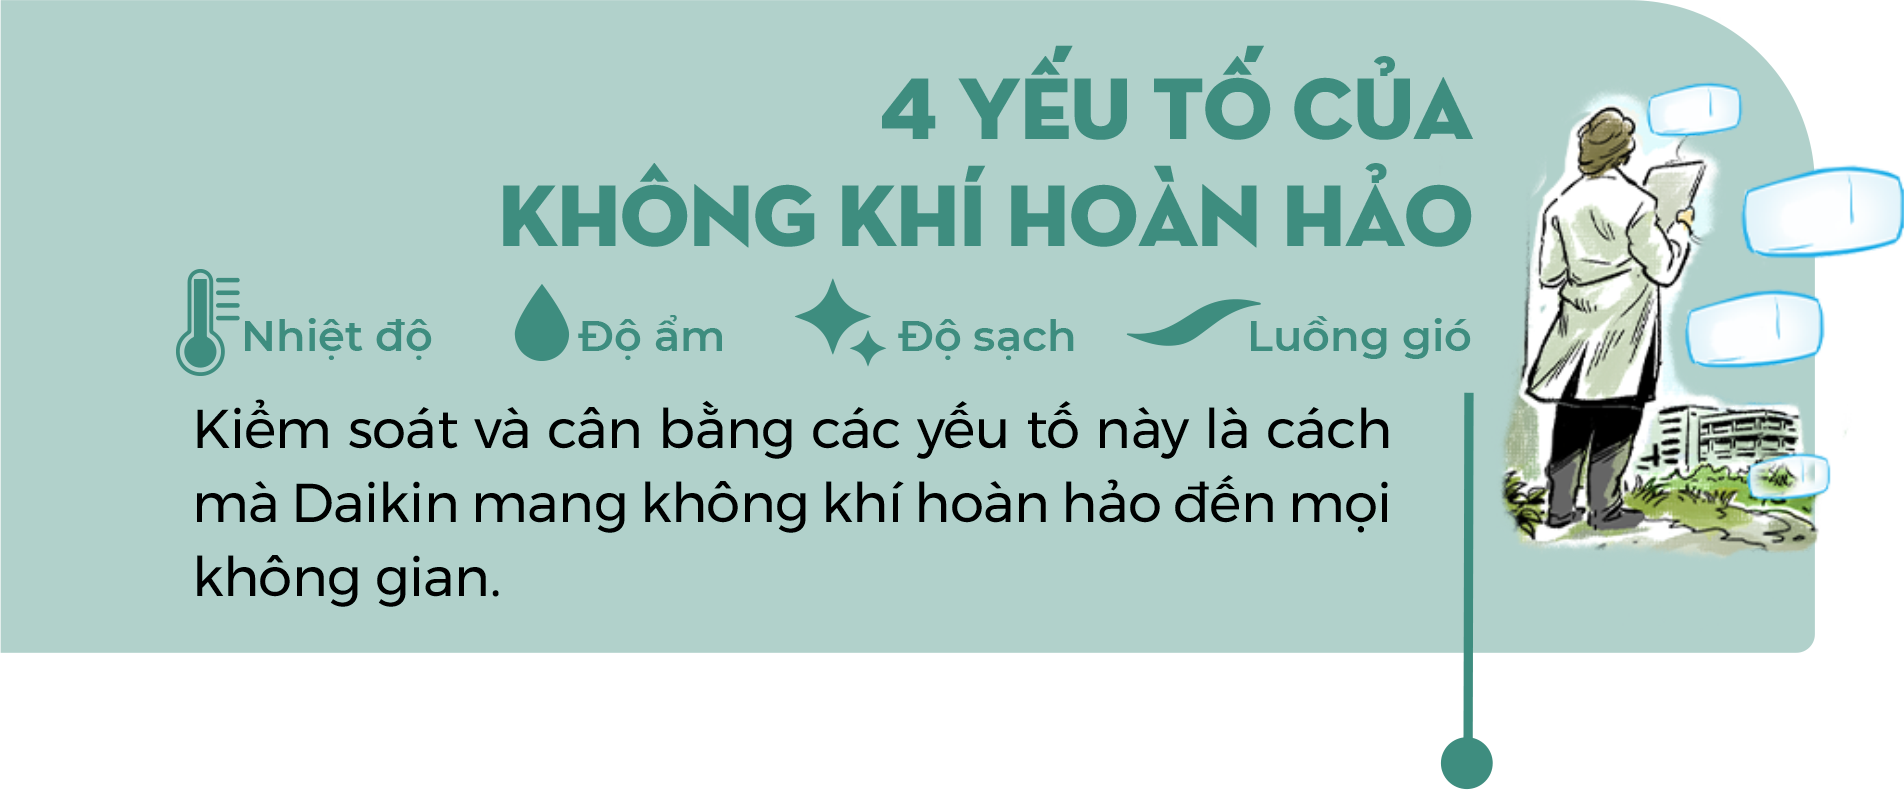 4 YẾU TỐ CỦA
KHÔNG KHÍ HOÀN HẢO
Nhiệt độ Độ ẩm Độ sạch Luồng gió
Kiểm soát và cân bằng các yếu tố này là cách
mà Daikin mang không khí hoàn hảo đến mọi
không gian.